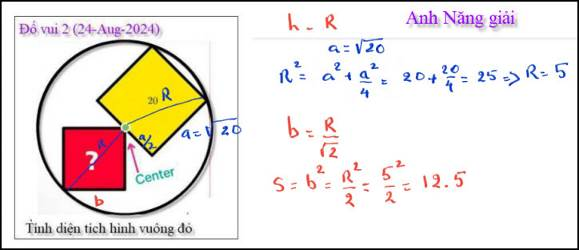 Đố vui 2 (24-Aug-2024)
20 R
a = √20
a/2
R
?
Center
b
Tính diện tích hình vuông đỏ
Anh Năng giải
h = R
a = √20
R² = a² + a²/4 = 20 + 20/4 = 25 => R = 5
b = R/√2
S = b² = R²/2 = 5²/2 = 12.5